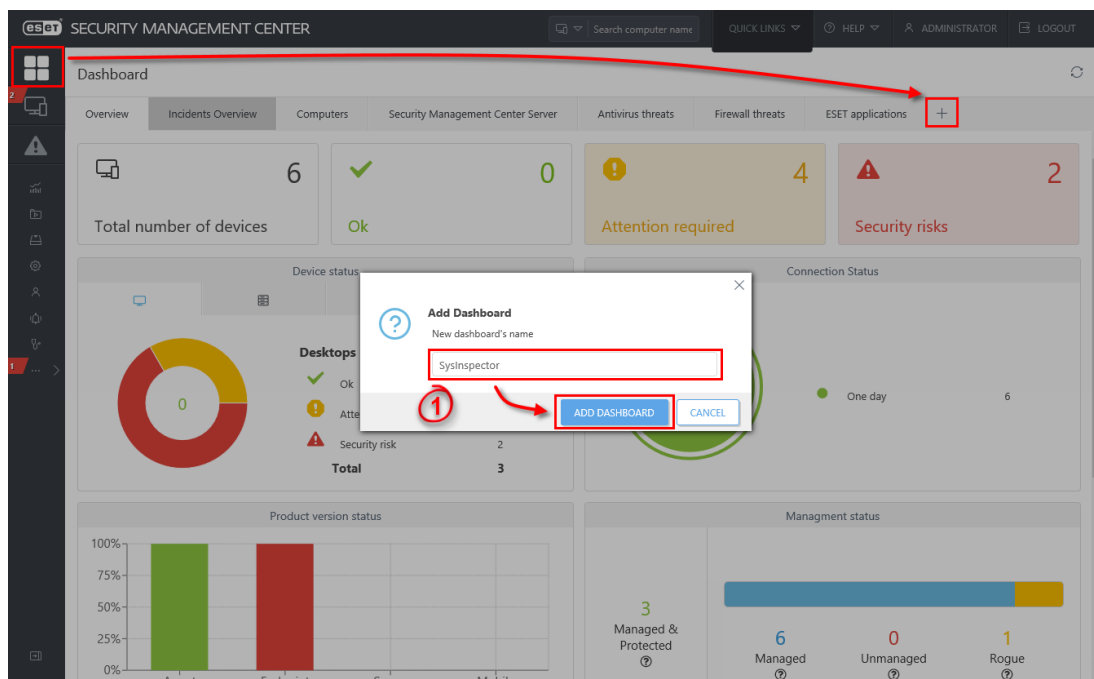 eset SECURITY MANAGEMENT CENTER
Search computer name
QUICK LINKS
HELP
ADMINISTRATOR
LOGOUT
Dashboard
2
Overview
Incidents Overview
Computers
Security Management Center Server
Antivirus threats
Firewall threats
ESET applications
+
6
Total number of devices
0
Ok
4
Attention required
2
Security risks
1
...
Device status
0
Desktops
Ok
Security risk 2
Total 3
Connection Status
One day 6
Add Dashboard
New dashboard's name
SysInspector
1
ADD DASHBOARD
CANCEL
Product version status
100%
75%
50%
25%
0%
Managment status
3
Managed &
Protected
6
Managed
0
Unmanaged
1
Rogue